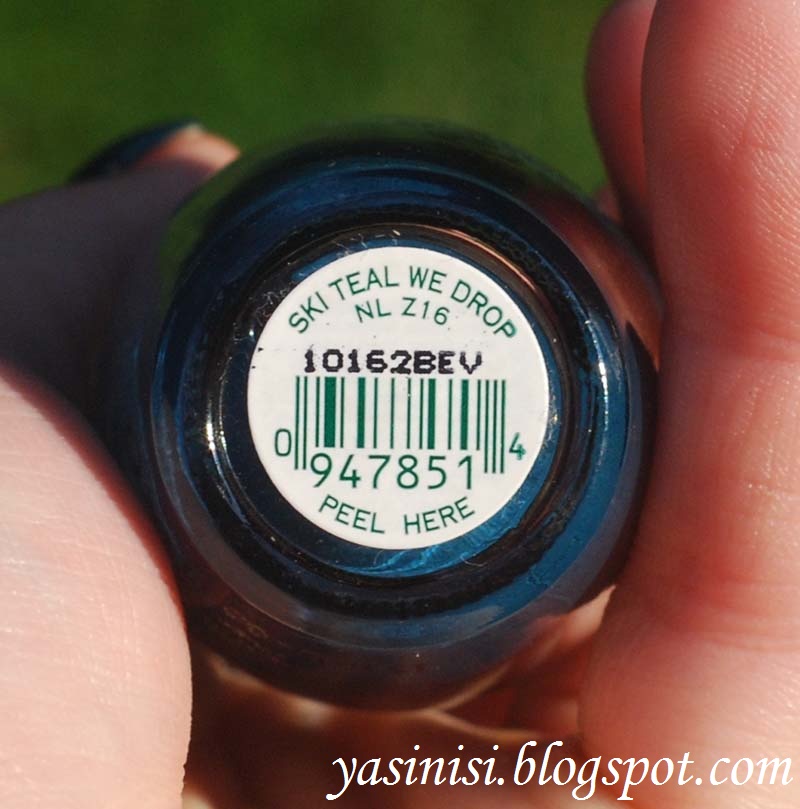 SKI TEAL WE DROP
NL Z16
10162BEV
0 947851 4
PEEL HERE
yasinisi.blogspot.com